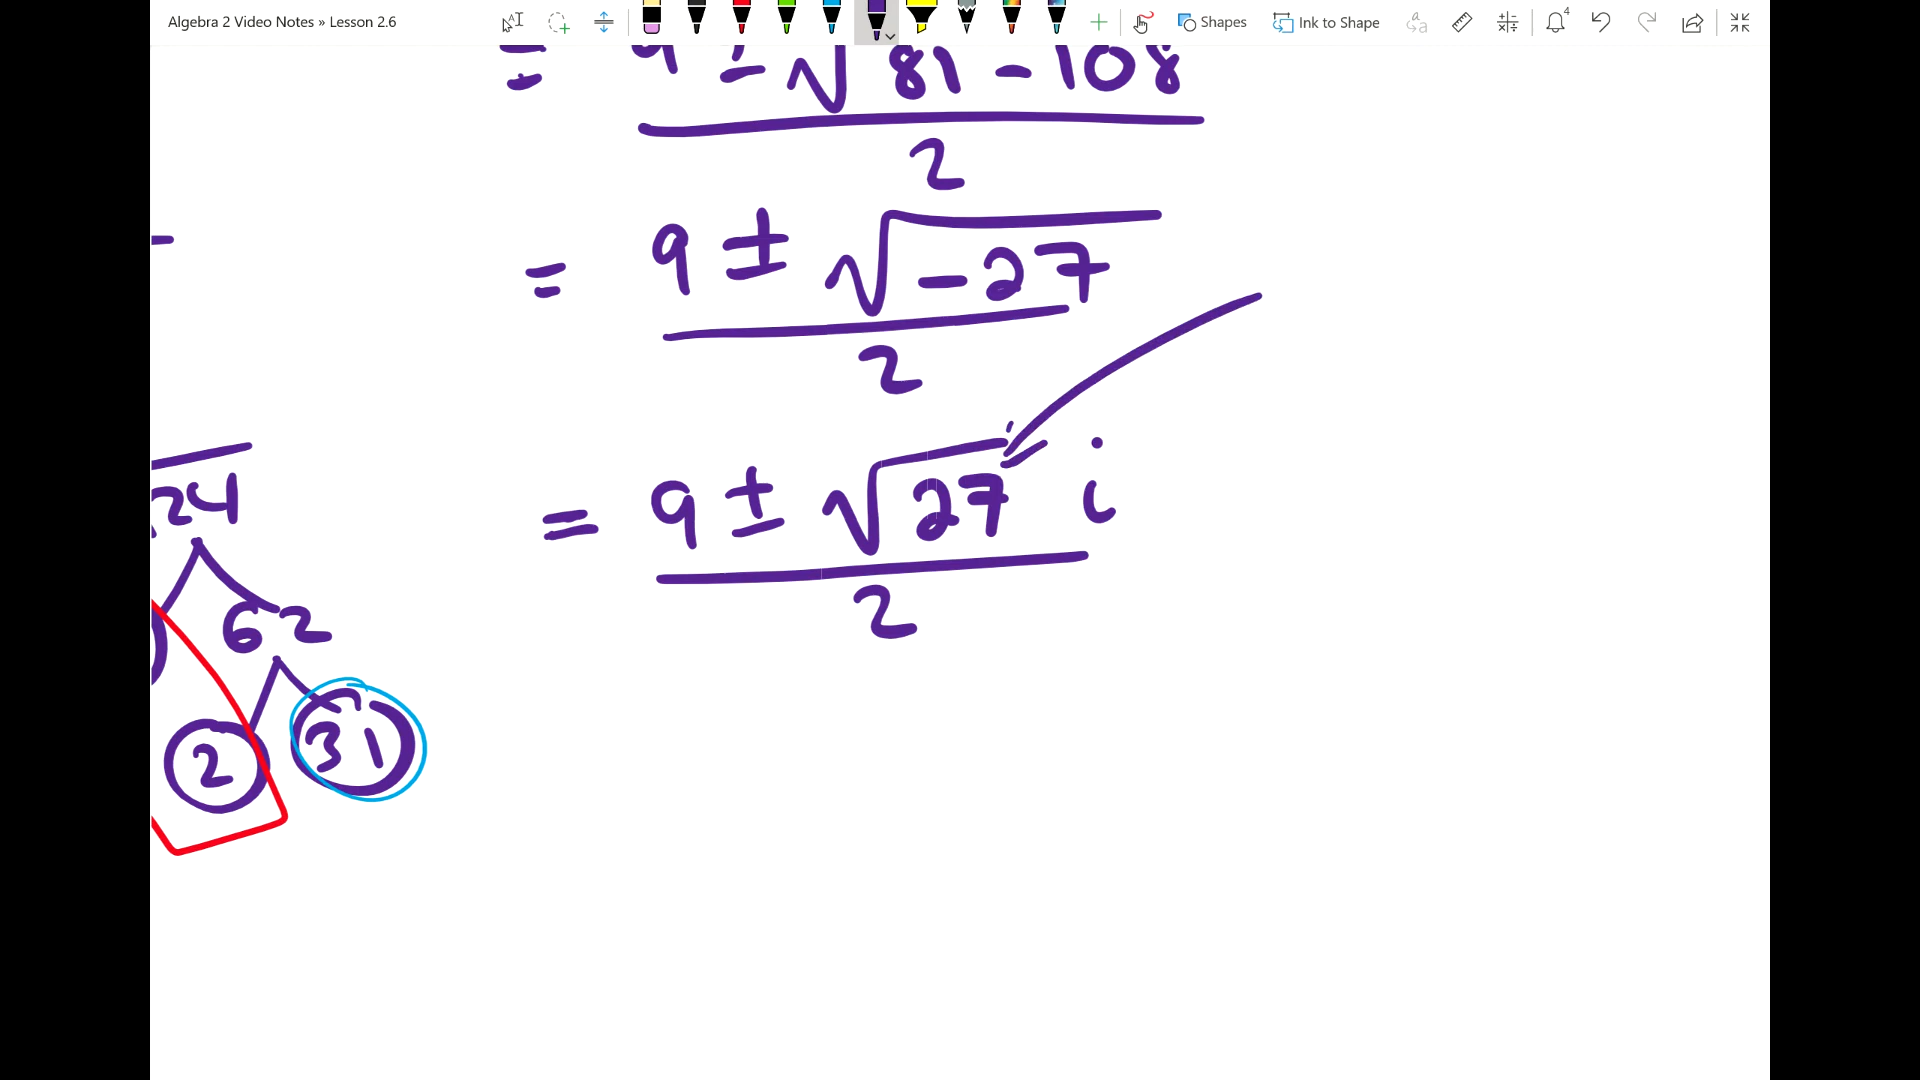 Algebra 2 Video Notes » Lesson 2.6
Shapes
Ink to Shape
4
= 9 ± √81 - 108
2
= 9 ± √-27
2
= 9 ± √27 i
2
24
62
2 31